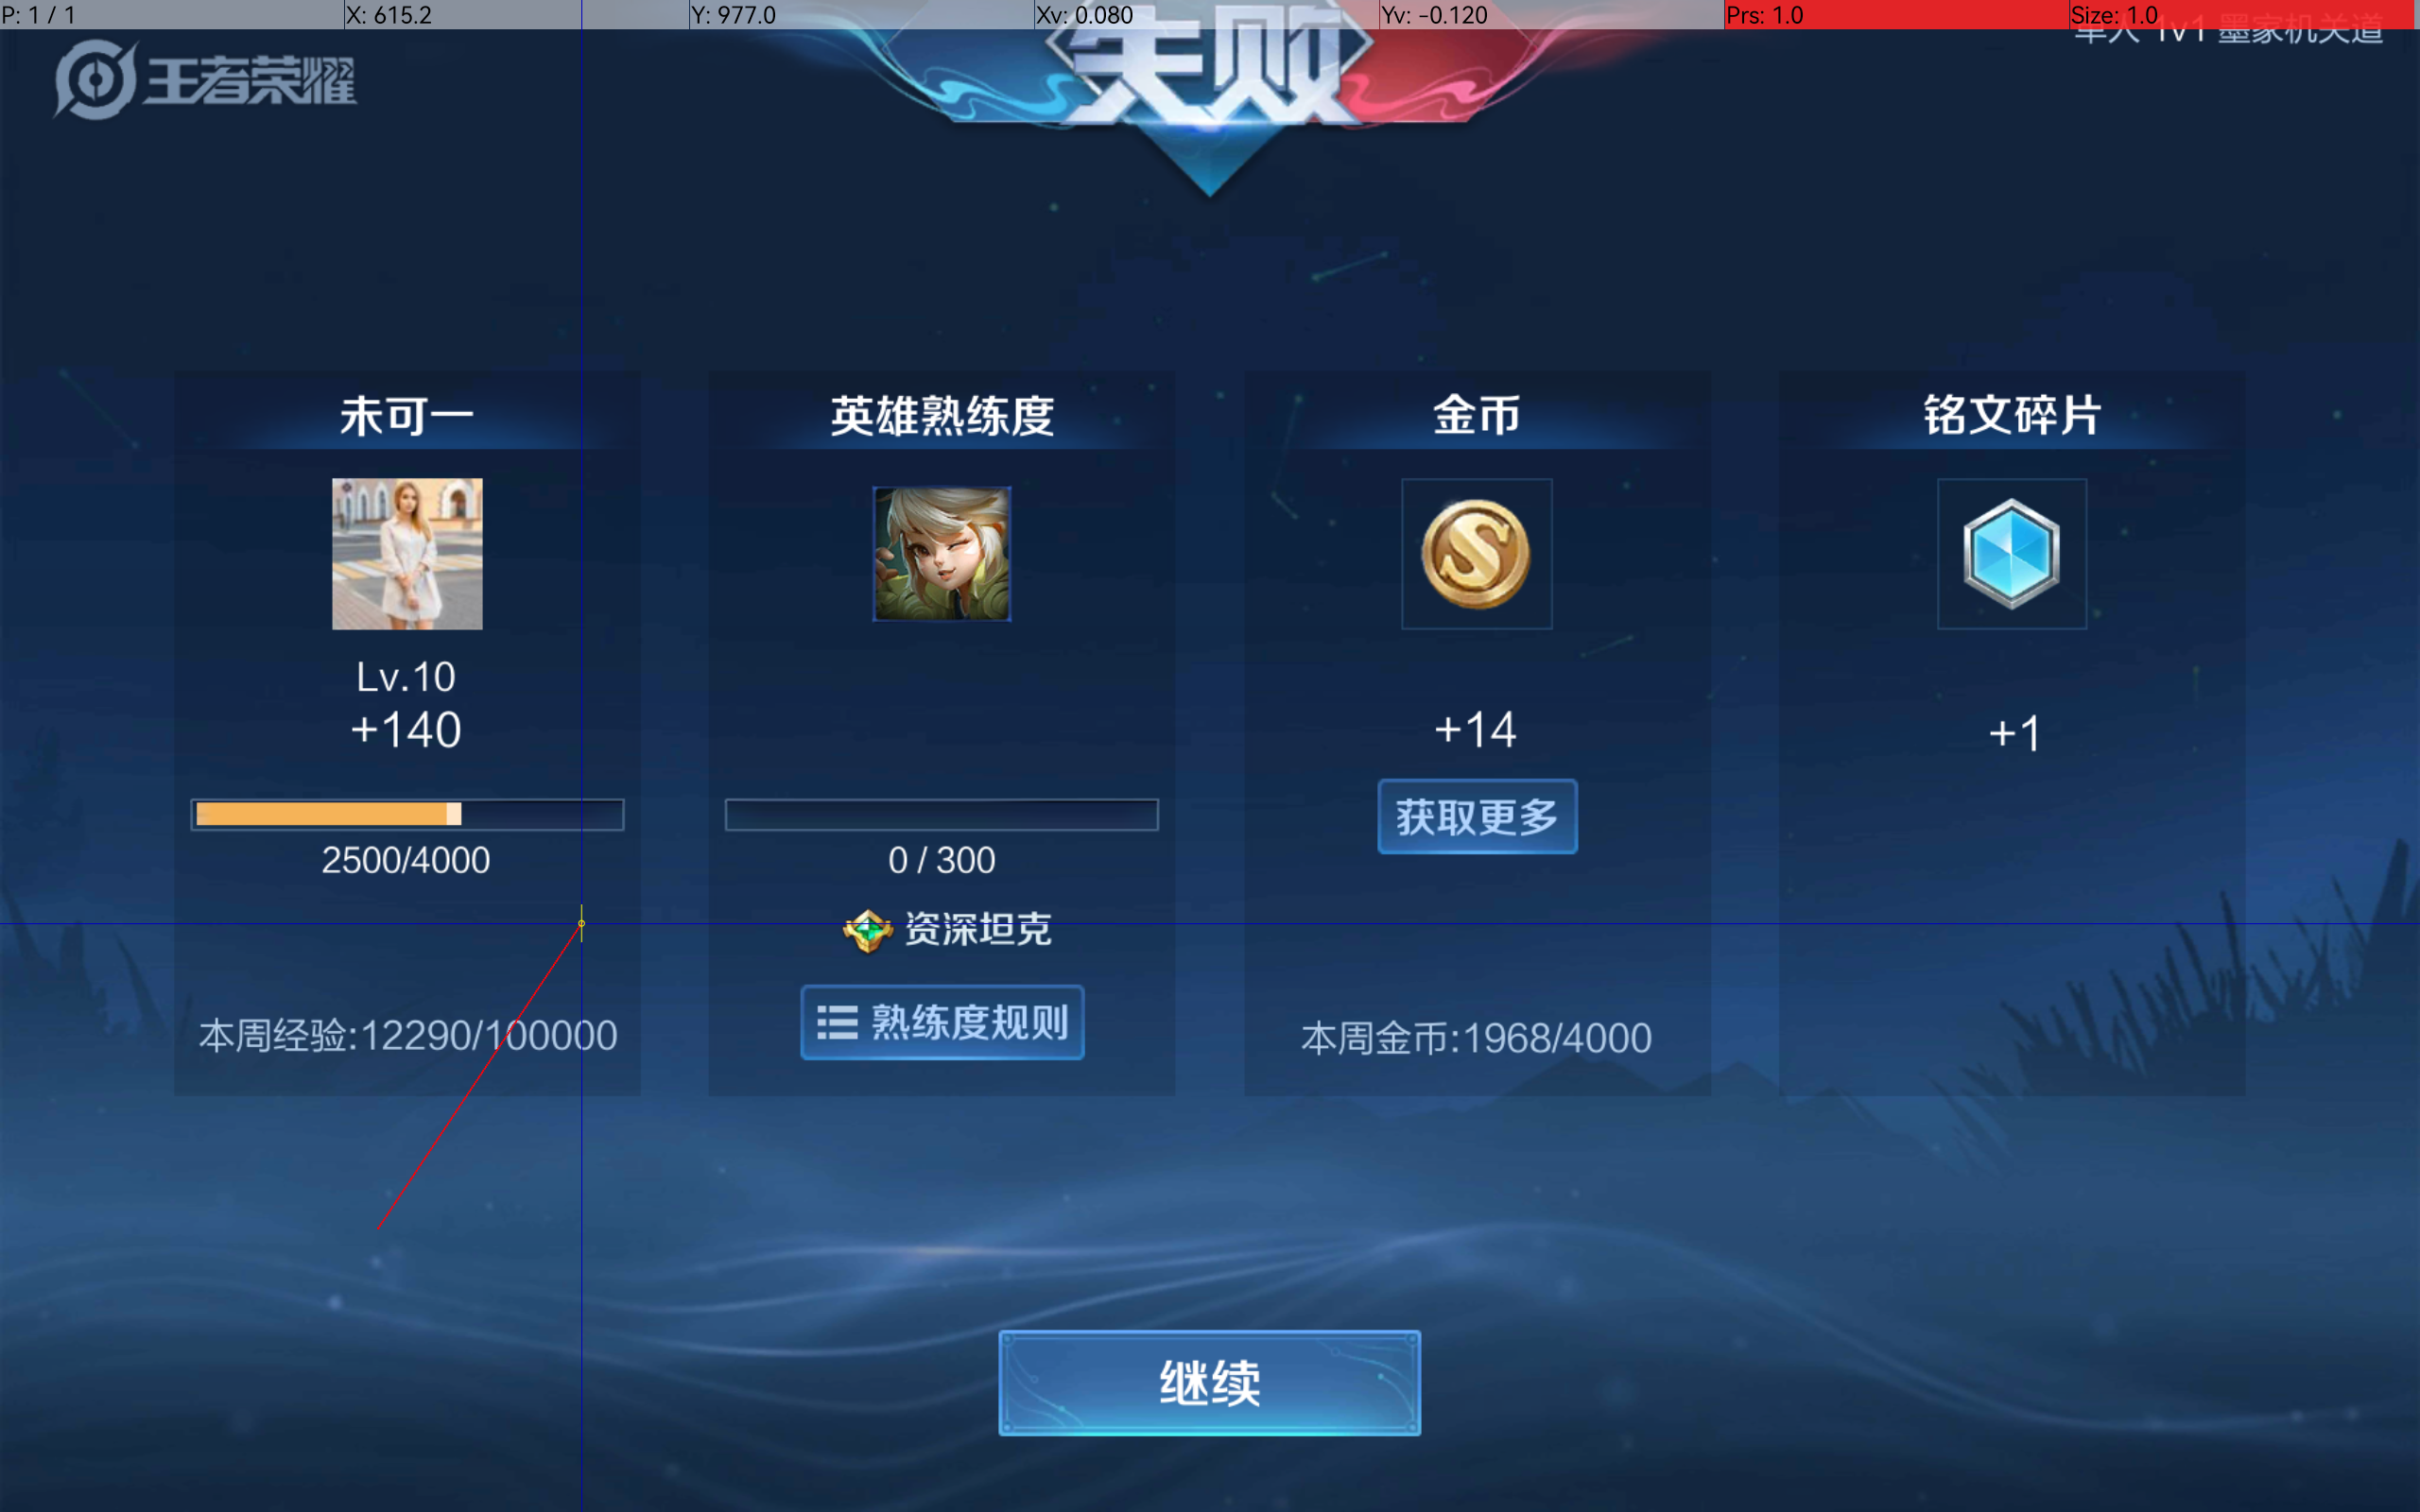 P: 1 / 1
X: 615.2
Y: 977.0
Xv: 0.080
Yv: -0.120
Prs: 1.0
Size: 1.0
王者荣耀
失败
单人 1v1 墨家机关道
未可一
Lv.10
+140
2500/4000
本周经验:12290/100000
英雄熟练度
0 / 300
资深坦克
熟练度规则
金币
+14
获取更多
本周金币:1968/4000
铭文碎片
+1
继续